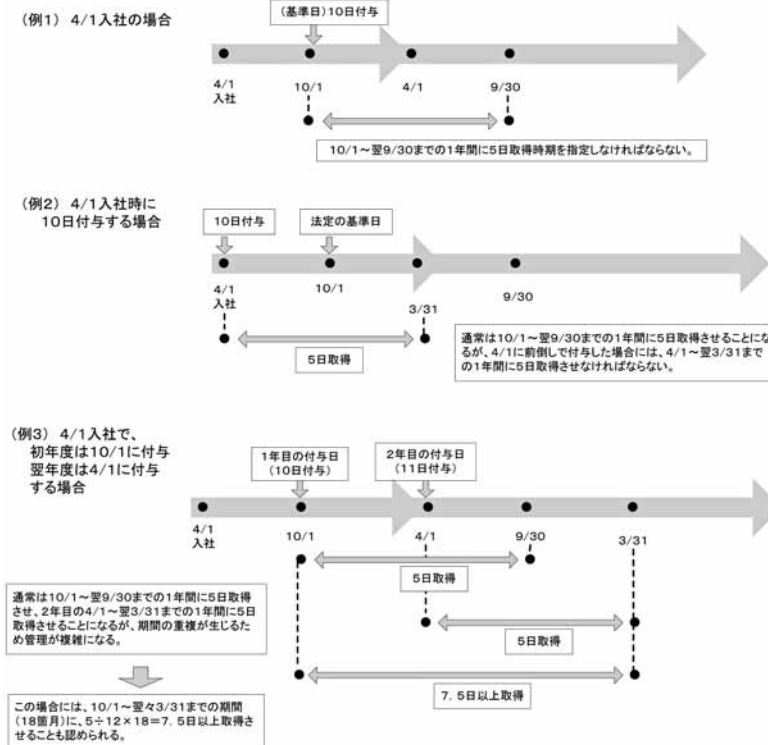 (例1) 4/1入社の場合
(基準日)10日付与
4/1
入社
10/1
4/1
9/30
10/1～翌9/30までの1年間に5日取得時期を指定しなければならない。
(例2) 4/1入社時に
10日付与する場合
10日付与
法定の基準日
4/1
入社
10/1
3/31
9/30
5日取得
通常は10/1～翌9/30までの1年間に5日取得させることにな
るが、4/1に前倒しで付与した場合には、4/1～翌3/31まで
の1年間に5日取得させなければならない。
(例3) 4/1入社で、
初年度は10/1に付与
翌年度は4/1に付与
する場合
1年目の付与日
(10日付与)
2年目の付与日
(11日付与)
4/1
入社
10/1
4/1
9/30
3/31
5日取得
5日取得
7.5日以上取得
通常は10/1～翌9/30までの1年間に5日取得
させ、2年目の4/1～翌3/31までの1年間に5日
取得させることになるが、期間の重複が生じるた
め管理が複雑になる。
この場合には、10/1～翌々3/31までの期間
(18箇月)に、5÷12×18=7.5日以上取得さ
せることも認められる。